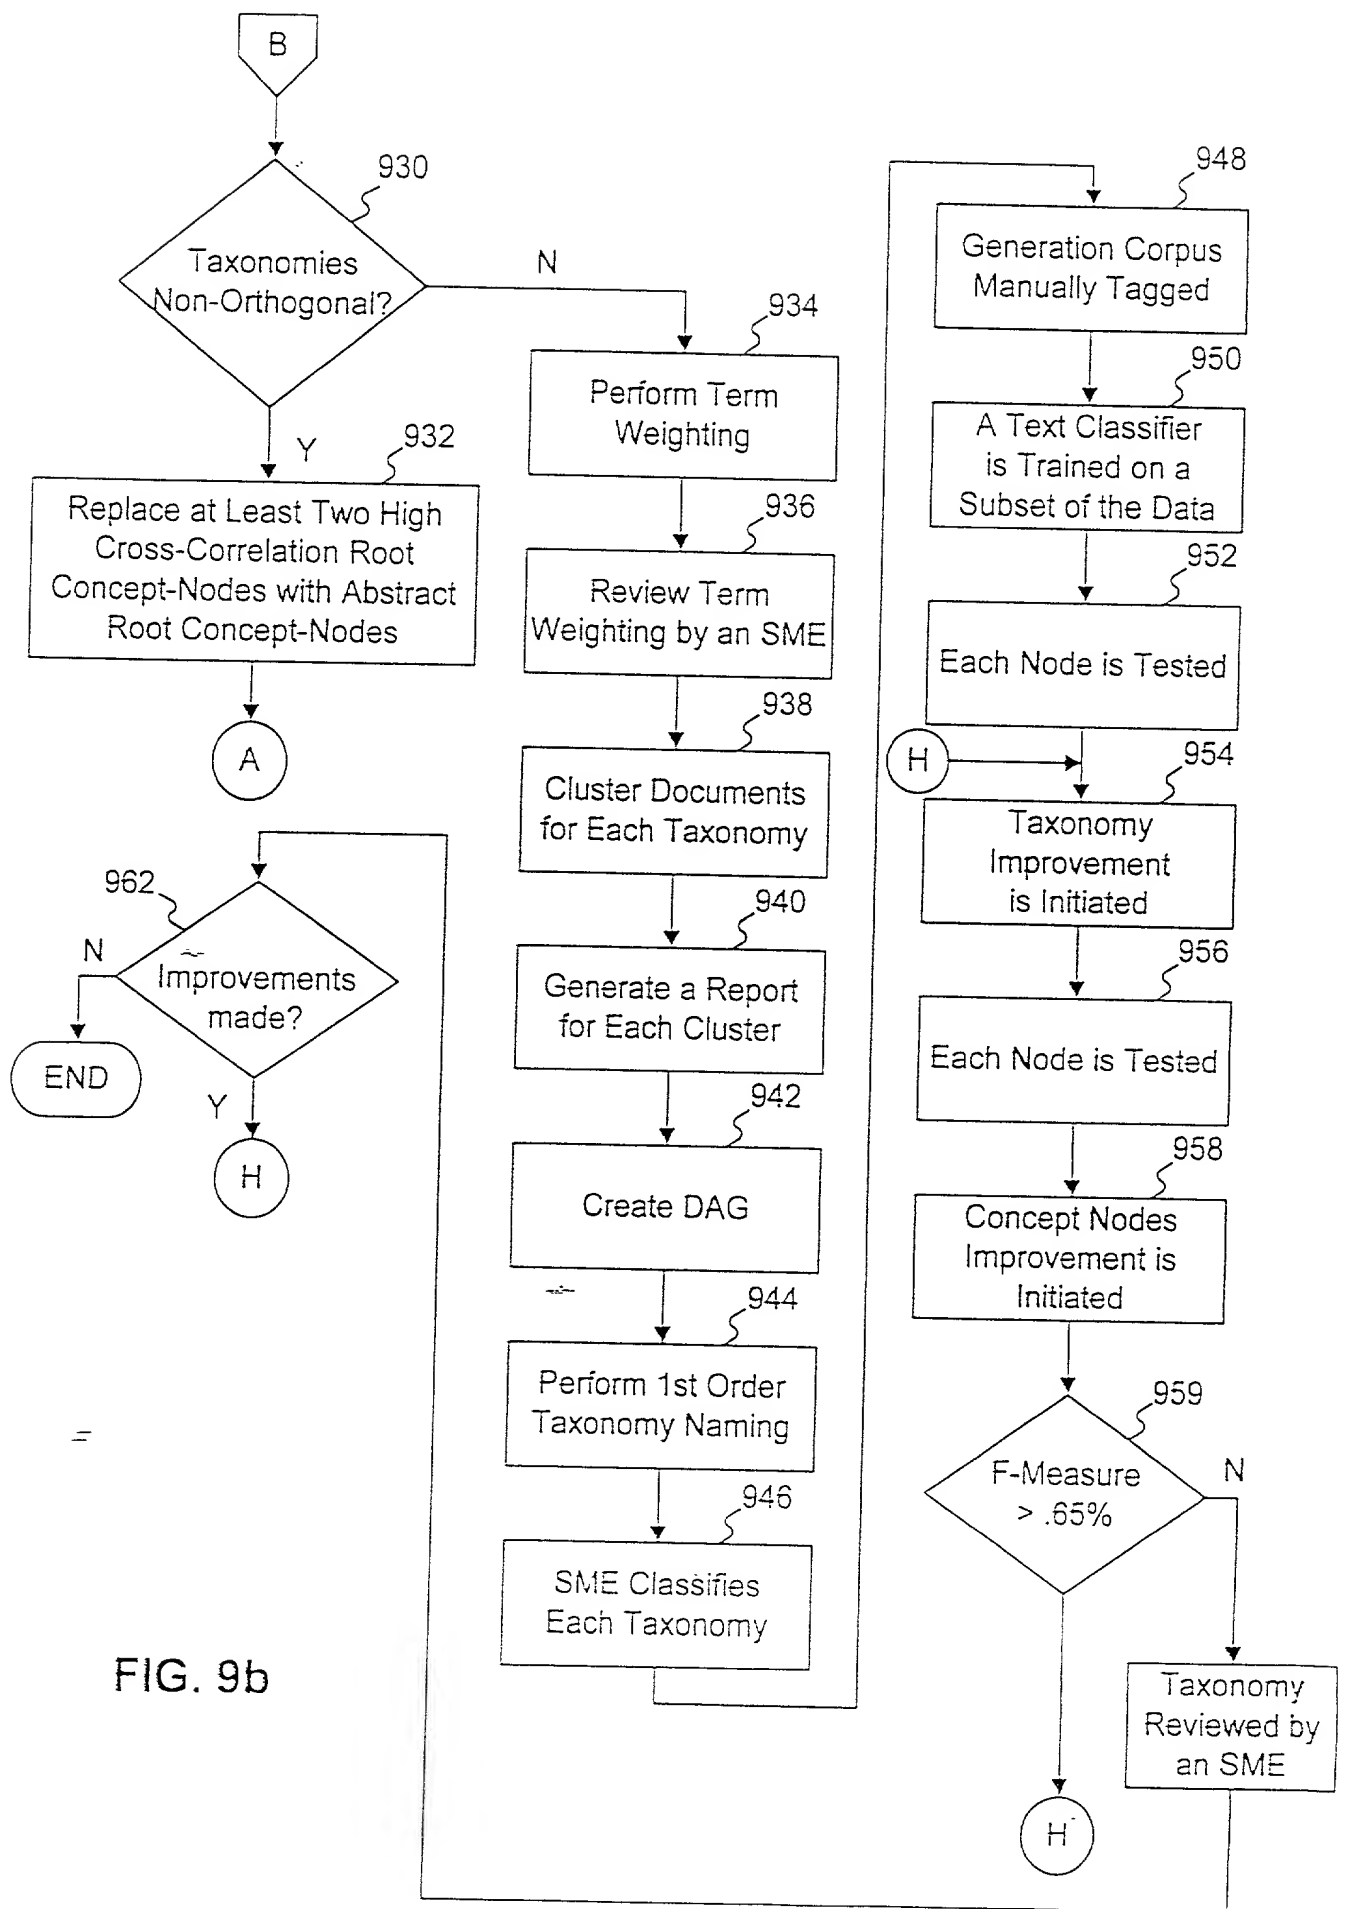 B
930
Taxonomies
Non-Orthogonal?
N
Y
932
Replace at Least Two High
Cross-Correlation Root
Concept-Nodes with Abstract
Root Concept-Nodes
A
934
Perform Term
Weighting
936
Review Term
Weighting by an SME
938
Cluster Documents
for Each Taxonomy
940
Generate a Report
for Each Cluster
942
Create DAG
944
Perform 1st Order
Taxonomy Naming
946
SME Classifies
Each Taxonomy
948
Generation Corpus
Manually Tagged
950
A Text Classifier
is Trained on a
Subset of the Data
952
Each Node is Tested
H
954
Taxonomy
Improvement
is Initiated
956
Each Node is Tested
958
Concept Nodes
Improvement is
Initiated
959
F-Measure
> .65%
N
Taxonomy
Reviewed by
an SME
H
962
Improvements
made?
N
END
Y
H
FIG. 9b